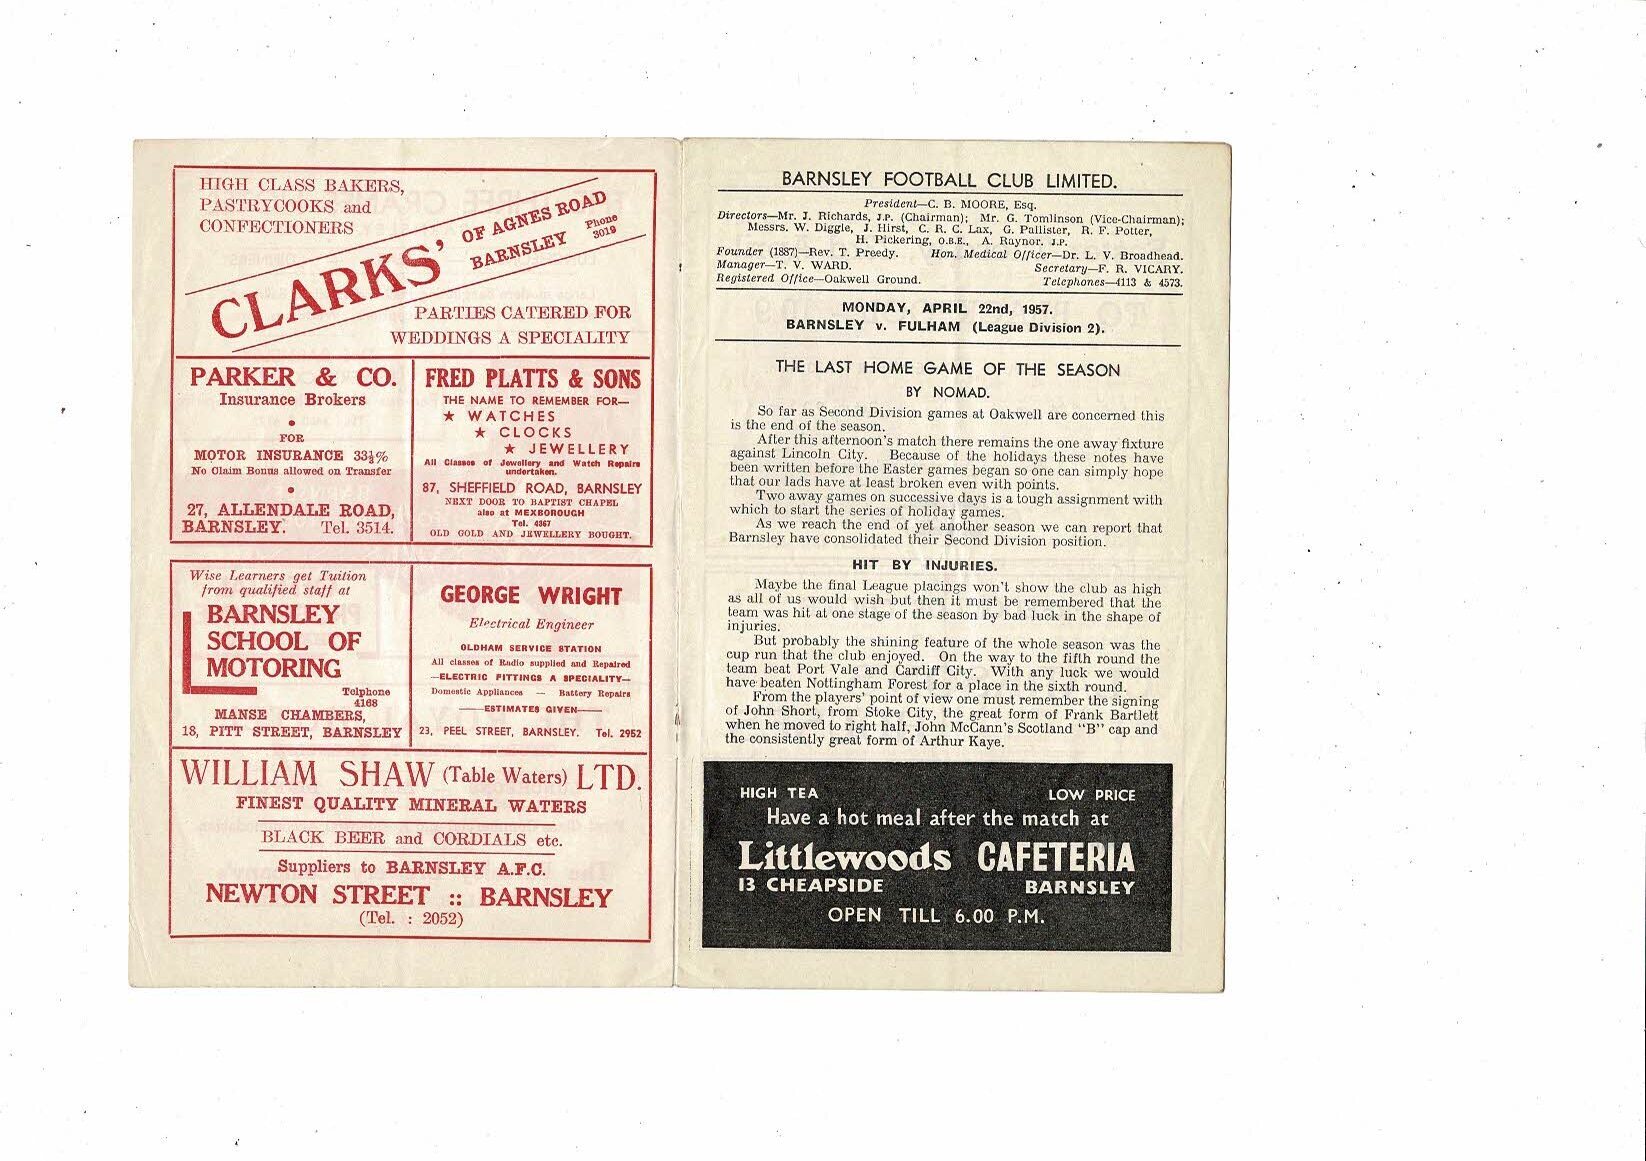 HIGH CLASS BAKERS,
PASTRYCOOKS and
CONFECTIONERS
CLARKS'
OF AGNES ROAD
BARNSLEY
Phone
3019
PARTIES CATERED FOR
WEDDINGS A SPECIALITY
PARKER & CO.
Insurance Brokers
•
FOR
MOTOR INSURANCE 33⅓%
No Claim Bonus allowed on Transfer
•
27, ALLENDALE ROAD,
BARNSLEY. Tel. 3514.
FRED PLATTS & SONS
THE NAME TO REMEMBER FOR—
★ WATCHES
★ CLOCKS
★ JEWELLERY
All Classes of Jewellery and Watch Repairs
undertaken.
87, SHEFFIELD ROAD, BARNSLEY
NEXT DOOR TO BAPTIST CHAPEL
also at MEXBOROUGH
Tel. 4367
OLD GOLD AND JEWELLERY BOUGHT.
Wise Learners get Tuition
from qualified staff at
BARNSLEY
SCHOOL OF
MOTORING
Telphone
4168
MANSE CHAMBERS,
18, PITT STREET, BARNSLEY
GEORGE WRIGHT
Electrical Engineer
OLDHAM SERVICE STATION
All classes of Radio supplied and Repaired
—ELECTRIC FITTINGS A SPECIALITY—
Domestic Appliances — Battery Repairs
——ESTIMATES GIVEN——
23, PEEL STREET, BARNSLEY. Tel. 2952
WILLIAM SHAW (Table Waters) LTD.
FINEST QUALITY MINERAL WATERS
BLACK BEER and CORDIALS etc.
Suppliers to BARNSLEY A.F.C.
NEWTON STREET :: BARNSLEY
(Tel. : 2052)
BARNSLEY FOOTBALL CLUB LIMITED.
President—C. B. MOORE, Esq.
Directors—Mr. J. Richards, J.P. (Chairman); Mr. G. Tomlinson (Vice-Chairman);
Messrs. W. Diggle, J. Hirst, C. R. C. Lax, G. Pallister, R. F. Potter,
H. Pickering, O.B.E., A. Raynor. J.P.
Founder (1887)—Rev. T. Preedy. Hon. Medical Officer—Dr. L. V. Broadhead.
Manager—T. V. WARD. Secretary—F. R. VICARY.
Registered Office—Oakwell Ground. Telephones—4113 & 4573.
MONDAY, APRIL 22nd, 1957.
BARNSLEY v. FULHAM (League Division 2).
THE LAST HOME GAME OF THE SEASON
BY NOMAD.
So far as Second Division games at Oakwell are concerned this
is the end of the season.
After this afternoon's match there remains the one away fixture
against Lincoln City. Because of the holidays these notes have
been written before the Easter games began so one can simply hope
that our lads have at least broken even with points.
Two away games on successive days is a tough assignment with
which to start the series of holiday games.
As we reach the end of yet another season we can report that
Barnsley have consolidated their Second Division position.
HIT BY INJURIES.
Maybe the final League placings won't show the club as high
as all of us would wish but then it must be remembered that the
team was hit at one stage of the season by bad luck in the shape of
injuries.
But probably the shining feature of the whole season was the
cup run that the club enjoyed. On the way to the fifth round the
team beat Port Vale and Cardiff City. With any luck we would
have beaten Nottingham Forest for a place in the sixth round.
From the players' point of view one must remember the signing
of John Short, from Stoke City, the great form of Frank Bartlett
when he moved to right half, John McCann's Scotland "B" cap and
the consistently great form of Arthur Kaye.
HIGH TEA LOW PRICE
Have a hot meal after the match at
Littlewoods CAFETERIA
13 CHEAPSIDE BARNSLEY
OPEN TILL 6.00 P.M.